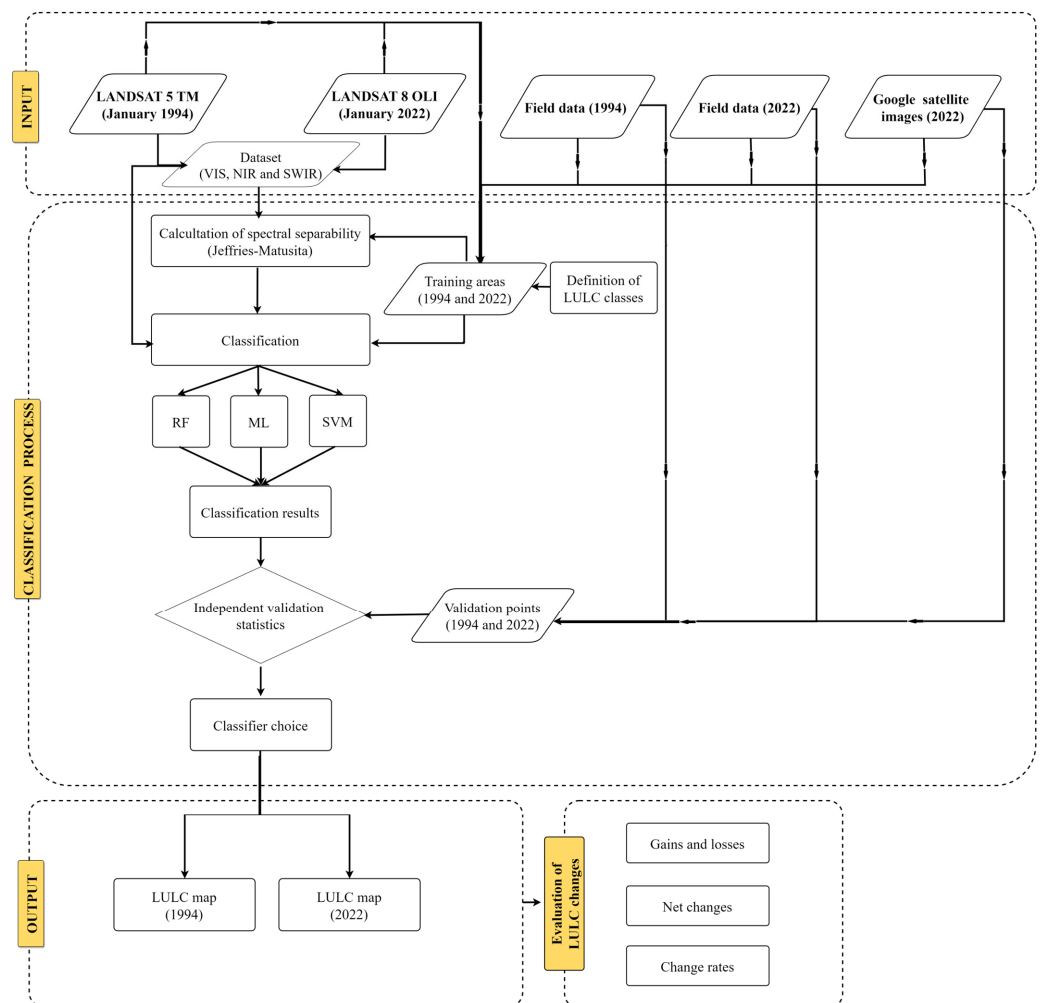 INPUT
LANDSAT 5 TM
(January 1994)
LANDSAT 8 OLI
(January 2022)
Field data (1994)
Field data (2022)
Google satellite
images (2022)
Dataset
(VIS, NIR and SWIR)
CLASSIFICATION PROCESS
Calcultation of spectral separability
(Jeffries-Matusita)
Training areas
(1994 and 2022)
Definition of
LULC classes
Classification
RF
ML
SVM
Classification results
Independent validation
statistics
Validation points
(1994 and 2022)
Classifier choice
OUTPUT
LULC map
(1994)
LULC map
(2022)
Evaluation of
LULC changes
Gains and losses
Net changes
Change rates